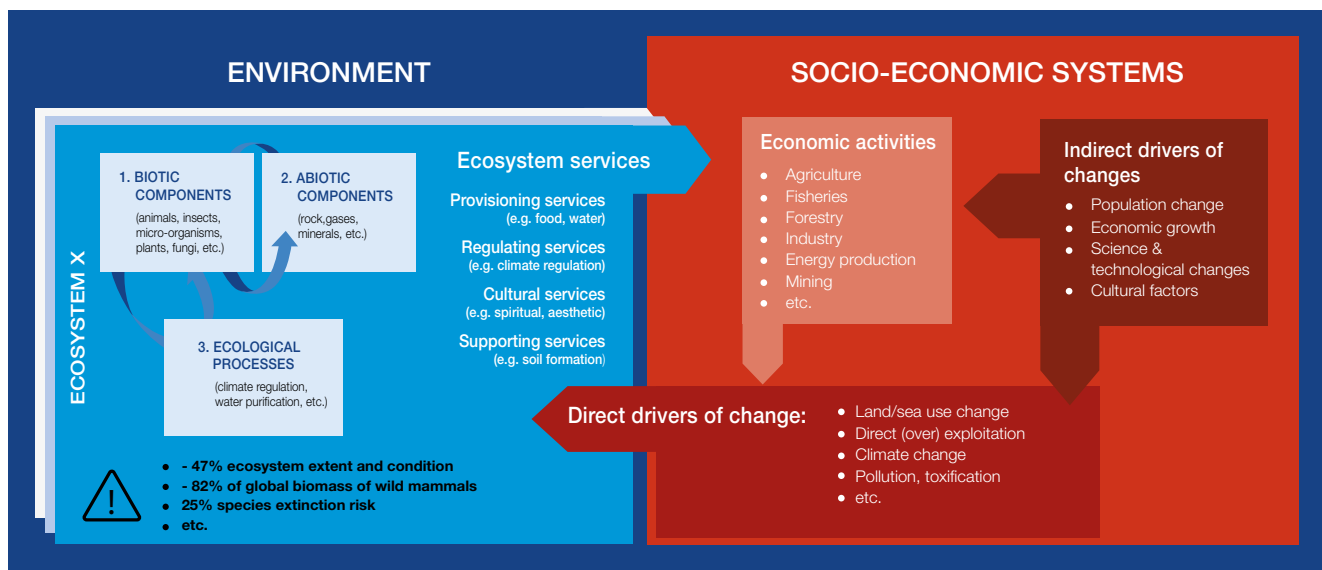 ENVIRONMENT
SOCIO-ECONOMIC SYSTEMS
ECOSYSTEM X
1. BIOTIC
COMPONENTS
(animals, insects,
micro-organisms,
plants, fungi, etc.)
2. ABIOTIC
COMPONENTS
(rock,gases,
minerals, etc.)
3. ECOLOGICAL
PROCESSES
(climate regulation,
water purification, etc.)
Ecosystem services
Provisioning services
(e.g. food, water)
Regulating services
(e.g. climate regulation)
Cultural services
(e.g. spiritual, aesthetic)
Supporting services
(e.g. soil formation)
• - 47% ecosystem extent and condition
• - 82% of global biomass of wild mammals
• 25% species extinction risk
• etc.
Economic activities
• Agriculture
• Fisheries
• Forestry
• Industry
• Energy production
• Mining
• etc.
Indirect drivers of
changes
• Population change
• Economic growth
• Science &
technological changes
• Cultural factors
Direct drivers of change:
• Land/sea use change
• Direct (over) exploitation
• Climate change
• Pollution, toxification
• etc.